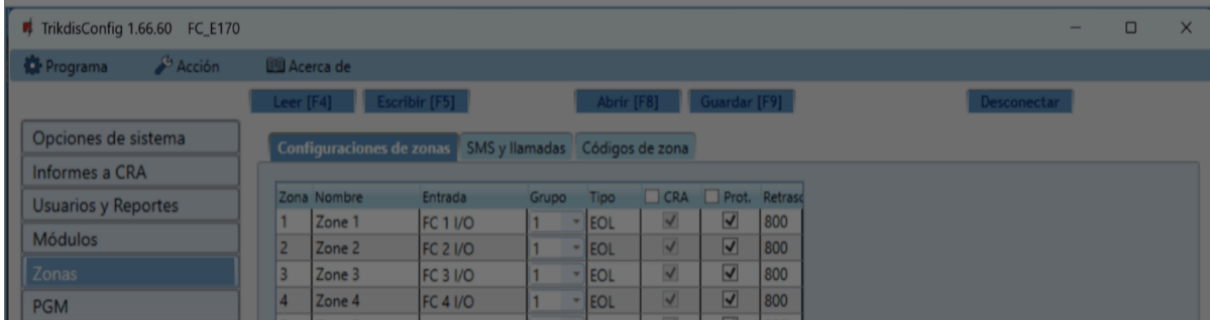 TrikdisConfig 1.66.60 FC_E170
Programa Acción Acerca de
Leer [F4] Escribir [F5] Abrir [F8] Guardar [F9] Desconectar
Opciones de sistema
Informes a CRA
Usuarios y Reportes
Módulos
Zonas
PGM
Configuraciones de zonas SMS y llamadas Códigos de zona
Zona Nombre Entrada Grupo Tipo CRA Prot. Retraso
1 Zone 1 FC 1 I/O 1 EOL 800
2 Zone 2 FC 2 I/O 1 EOL 800
3 Zone 3 FC 3 I/O 1 EOL 800
4 Zone 4 FC 4 I/O 1 EOL 800